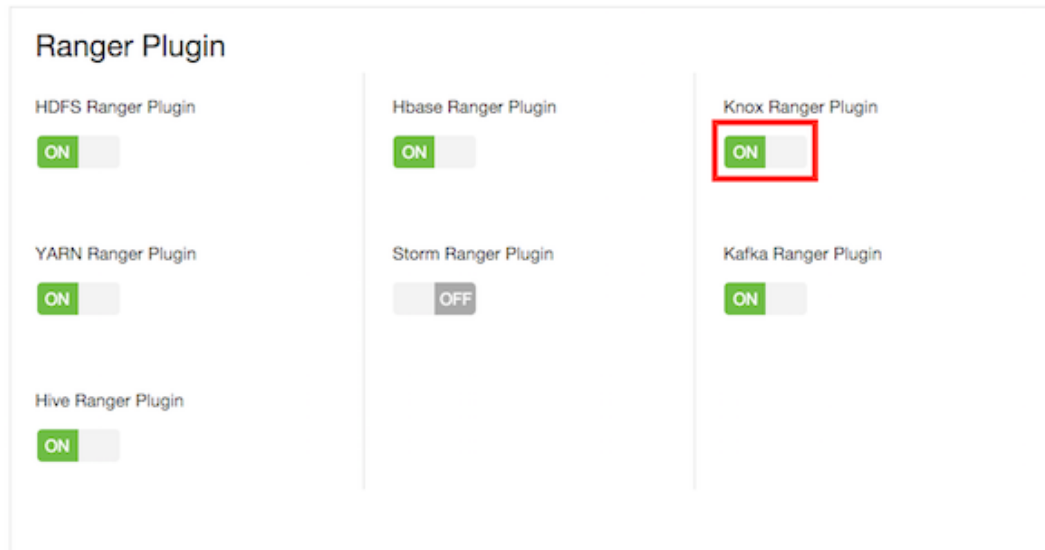 Ranger Plugin
HDFS Ranger Plugin
Hbase Ranger Plugin
Knox Ranger Plugin
ON
ON
ON
YARN Ranger Plugin
Storm Ranger Plugin
Kafka Ranger Plugin
ON
OFF
ON
Hive Ranger Plugin
ON